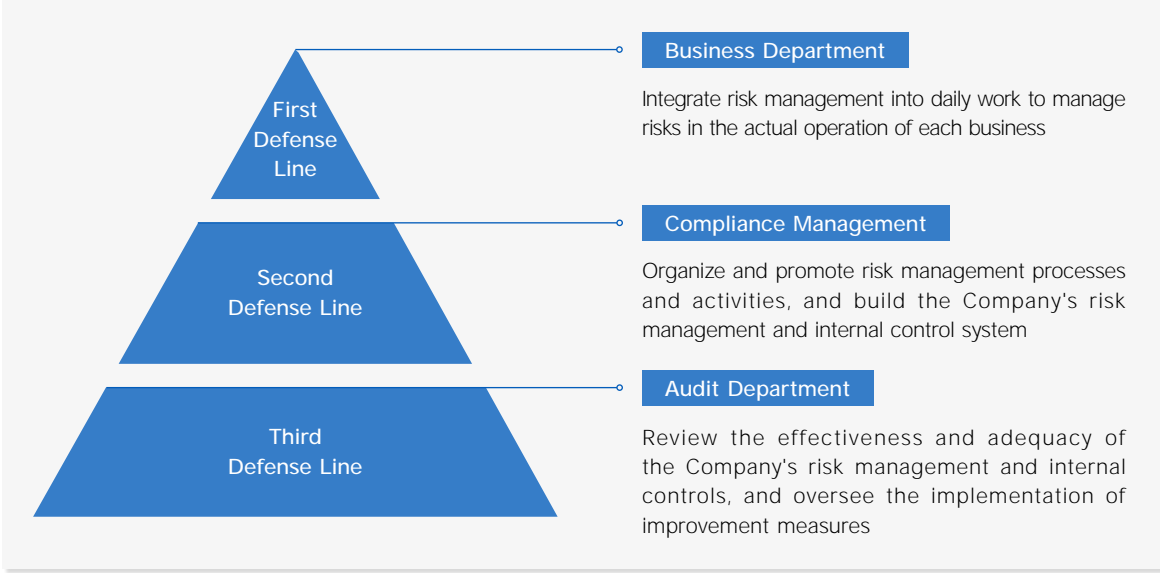 First
Defense
Line
Business Department
Integrate risk management into daily work to manage
risks in the actual operation of each business
Second
Defense Line
Compliance Management
Organize and promote risk management processes
and activities, and build the Company's risk
management and internal control system
Third
Defense Line
Audit Department
Review the effectiveness and adequacy of
the Company's risk management and internal
controls, and oversee the implementation of
improvement measures